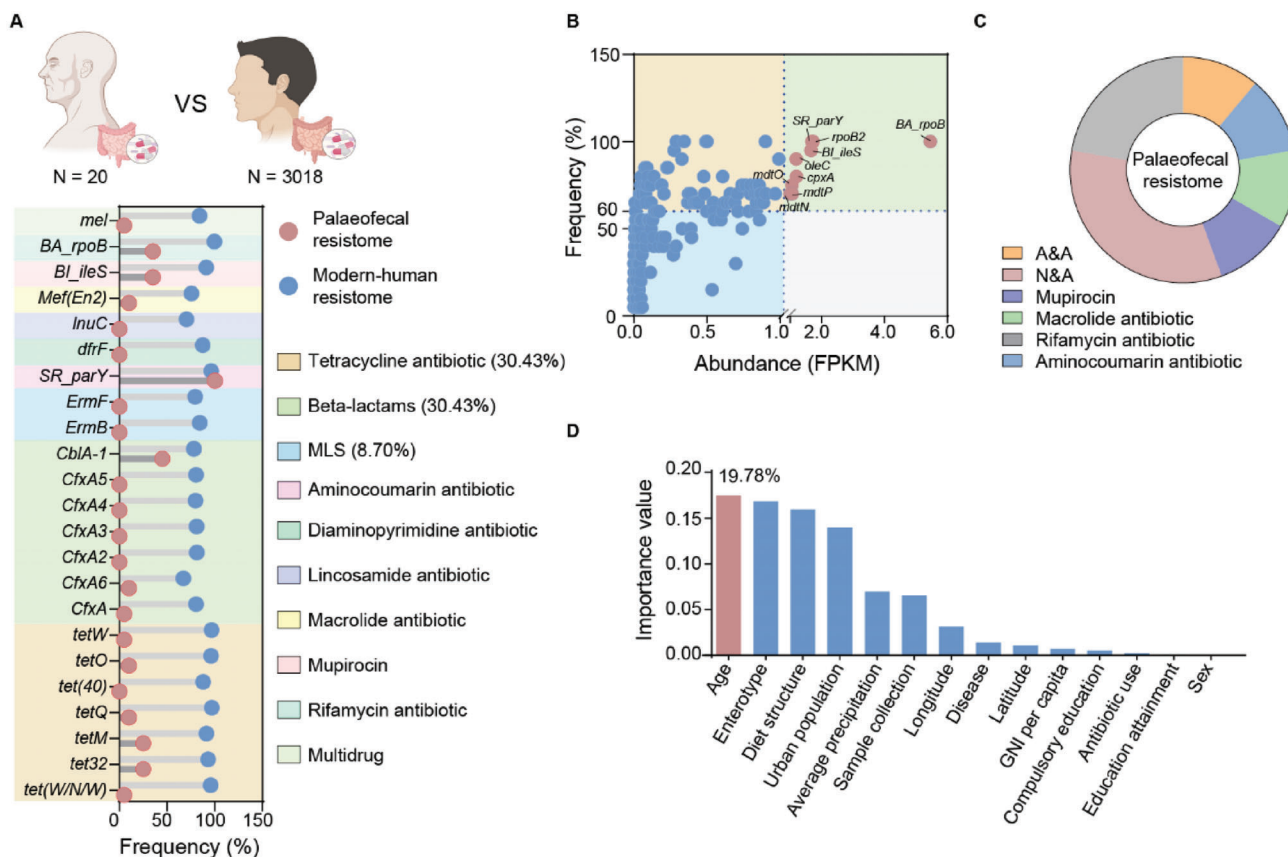 A
VS
N = 20
N = 3018
mel
BA_rpoB
BI_ileS
Mef(En2)
lnuC
dfrF
SR_parY
ErmF
ErmB
CblA-1
CfxA5
CfxA4
CfxA3
CfxA2
CfxA6
CfxA
tetW
tetO
tet(40)
tetQ
tetM
tet32
tet(W/N/W)
0
50
100
150
Frequency (%)
Palaeofecal
resistome
Modern-human
resistome
Tetracycline antibiotic (30.43%)
Beta-lactams (30.43%)
MLS (8.70%)
Aminocoumarin antibiotic
Diaminopyrimidine antibiotic
Lincosamide antibiotic
Macrolide antibiotic
Mupirocin
Rifamycin antibiotic
Multidrug
B
Frequency (%)
150
100
60
50
0
SR_parY
BA_rpoB
rpoB2
BI_ileS
oleC
mdtO
cpxA
mdtP
mdtN
0.0
0.5
1.0
2.0
4.0
6.0
Abundance (FPKM)
C
Palaeofecal
resistome
A&A
N&A
Mupirocin
Macrolide antibiotic
Rifamycin antibiotic
Aminocoumarin antibiotic
D
Importance value
0.20
0.15
0.10
0.05
0.00
19.78%
Age
Enterotype
Diet structure
Urban population
Average precipitation
Sample collection
Longitude
Disease
Latitude
GNI per capita
Compulsory education
Antibiotic use
Education attainment
Sex